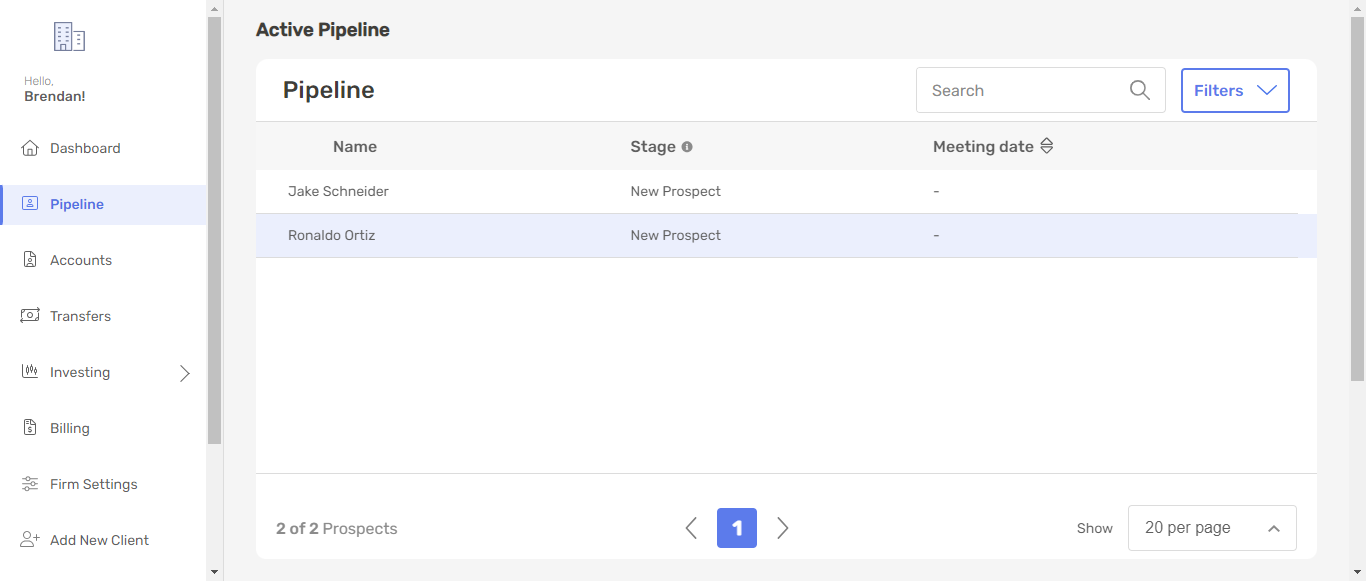 Hello,
Brendan!
Dashboard
Pipeline
Accounts
Transfers
Investing
Billing
Firm Settings
Add New Client
Active Pipeline
Pipeline
Search
Filters
Name Stage Meeting date
Jake Schneider New Prospect -
Ronaldo Ortiz New Prospect -
2 of 2 Prospects
1
Show 20 per page